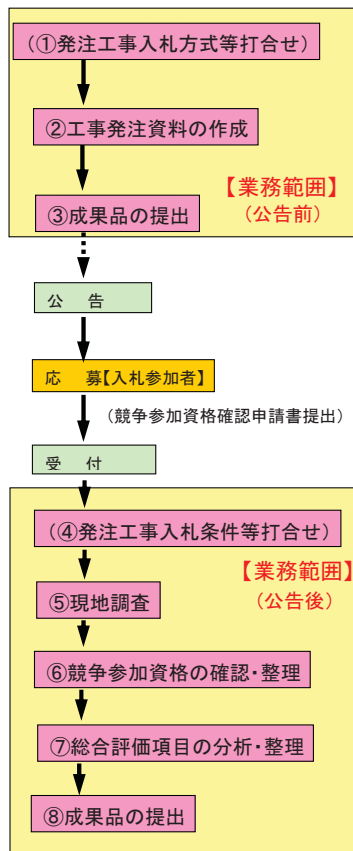 (①発注工事入札方式等打合せ)
②工事発注資料の作成
③成果品の提出
【業務範囲】
(公告前)
公 告
応 募【入札参加者】
(競争参加資格確認申請書提出)
受 付
(④発注工事入札条件等打合せ)
【業務範囲】
(公告後)
⑤現地調査
⑥競争参加資格の確認・整理
⑦総合評価項目の分析・整理
⑧成果品の提出